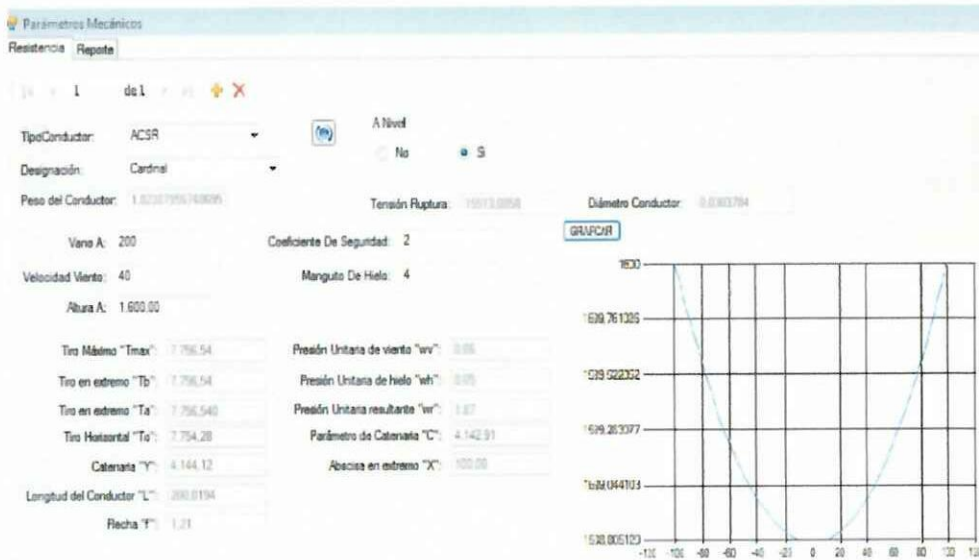 Parámetros Mecánicos
Resistencia Reporte
1 de 1
TipoConductor: ACSR
A Nivel
No Si
Designación: Cardinal
Peso del Conductor:
Tensión Ruptura:
Diámetro Conductor: 0,0303784
GRAFICAR
Vano A: 200
Coeficiente De Seguridad: 2
Velocidad Viento: 40
Manguito De Hielo: 4
Altura A: 1.600.00
Tiro Máximo "Tmax": 7.756,54
Presión Unitaria de viento "wv":
Tiro en extremo "Tb": 7.756,54
Presión Unitaria de hielo "wh": 0.05
Tiro en extremo "Ta": 7.756,540
Presión Unitaria resultante "wr": 1.87
Tiro Horizontal "To": 7.754,28
Parámetro de Catenaria "C": 4.142.91
Catenaria "Y": 4.144,12
Abscisa en extremo "X": 100.00
Longitud del Conductor "L": 200,0194
Flecha "f": 1,21
1600
-100 -80 -60 -40 -20 0 20 40 60 80 100